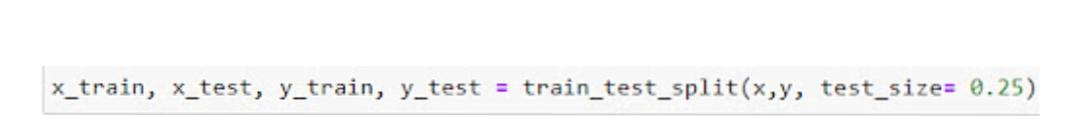 x_train, x_test, y_train, y_test = train_test_split(x,y, test_size= 0.25)